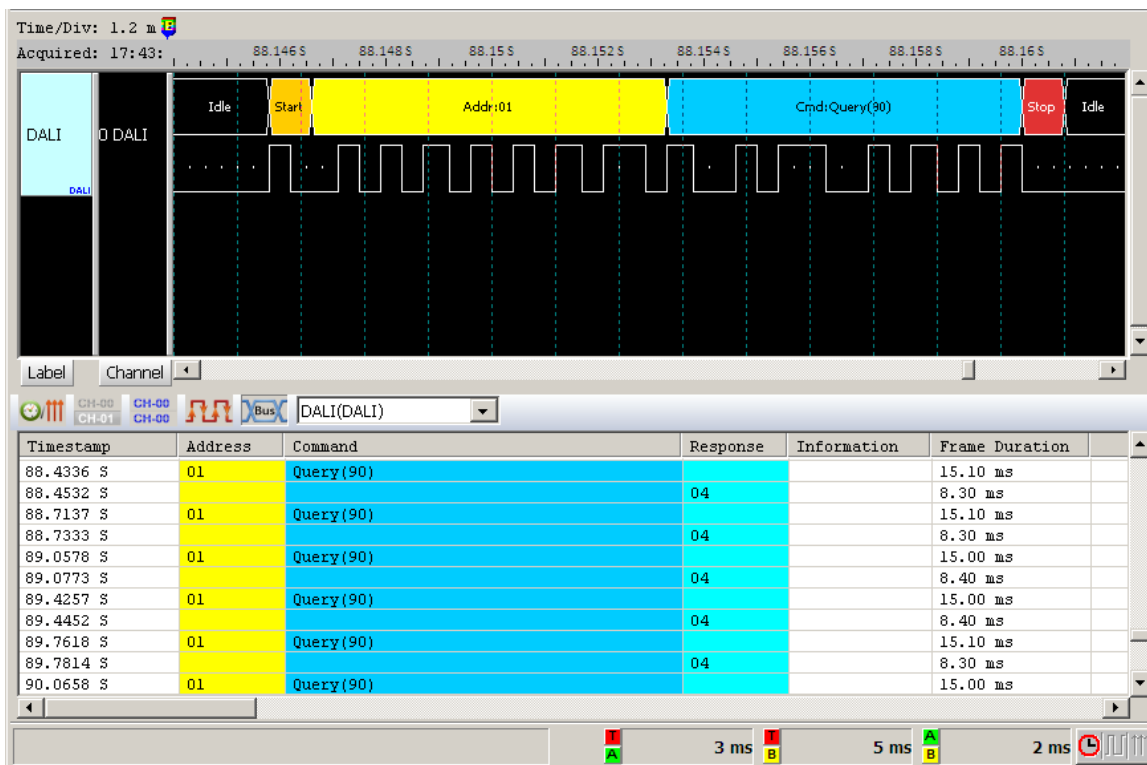 Time/Div: 1.2 m B
Acquired: 17:43: 88.146 S 88.148 S 88.15 S 88.152 S 88.154 S 88.156 S 88.158 S 88.16 S
Idle Start Addr:01 Cmd:Query(90) Stop Idle
DALI 0 DALI
DALI
Label Channel
CH-00 CH-01 CH-00 CH-00 Bus DALI(DALI)
Timestamp Address Command Response Information Frame Duration
88.4336 S 01 Query(90) 15.10 ms
88.4532 S 04 8.30 ms
88.7137 S 01 Query(90) 15.10 ms
88.7333 S 04 8.30 ms
89.0578 S 01 Query(90) 15.00 ms
89.0773 S 04 8.40 ms
89.4257 S 01 Query(90) 15.00 ms
89.4452 S 04 8.40 ms
89.7618 S 01 Query(90) 15.10 ms
89.7814 S 04 8.30 ms
90.0658 S 01 Query(90) 15.00 ms
T A 3 ms T B 5 ms A B 2 ms